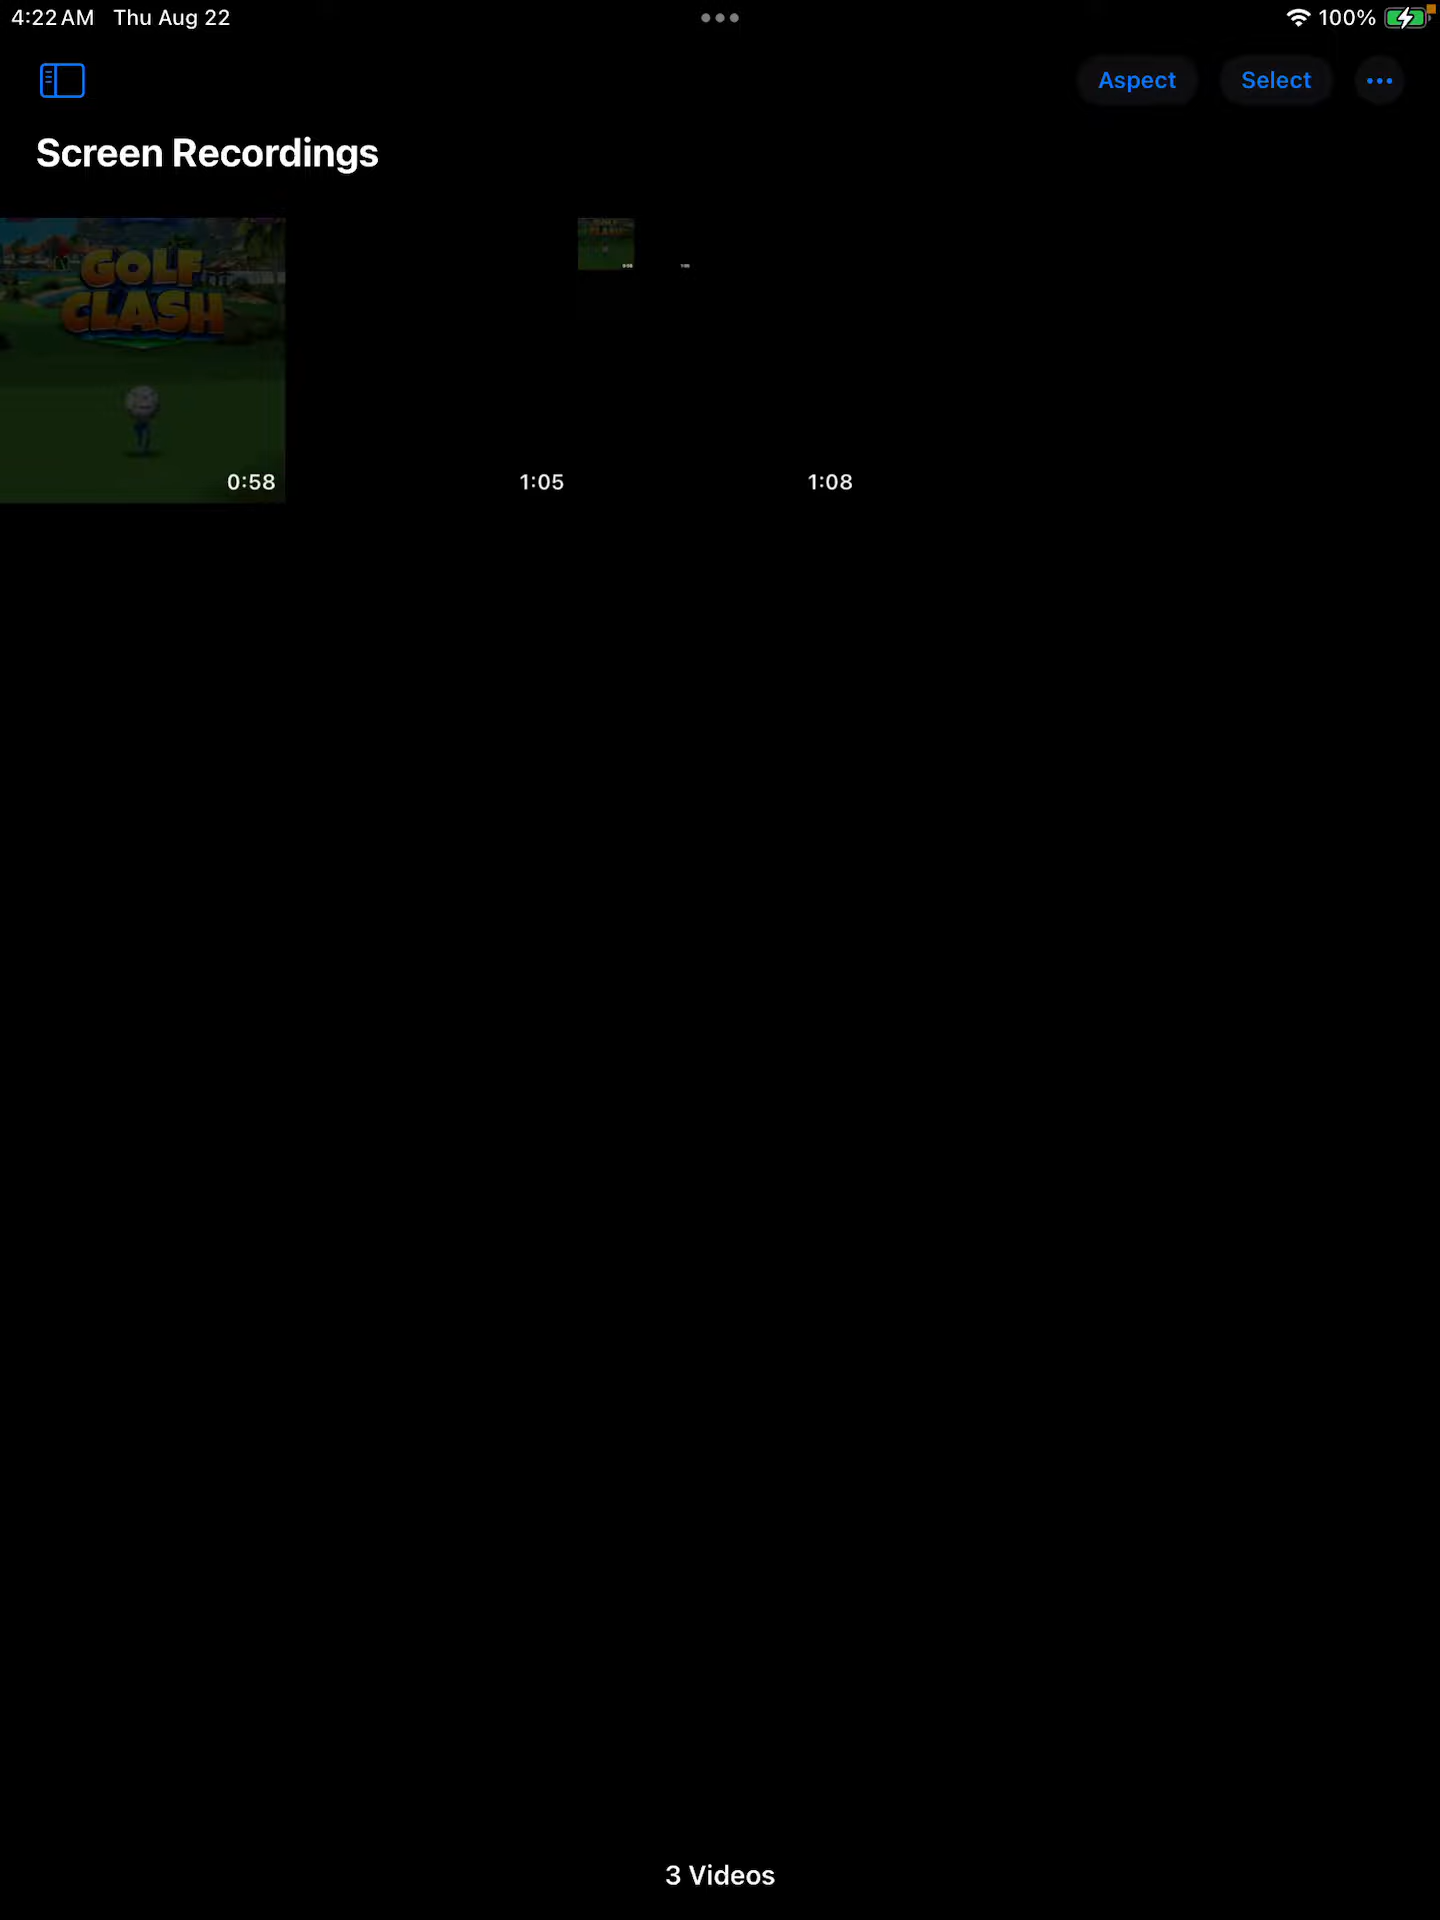 4:22 AM Thu Aug 22
100%
Aspect
Select
Screen Recordings
GOLF
CLASH
0:58
1:05
1:08
3 Videos